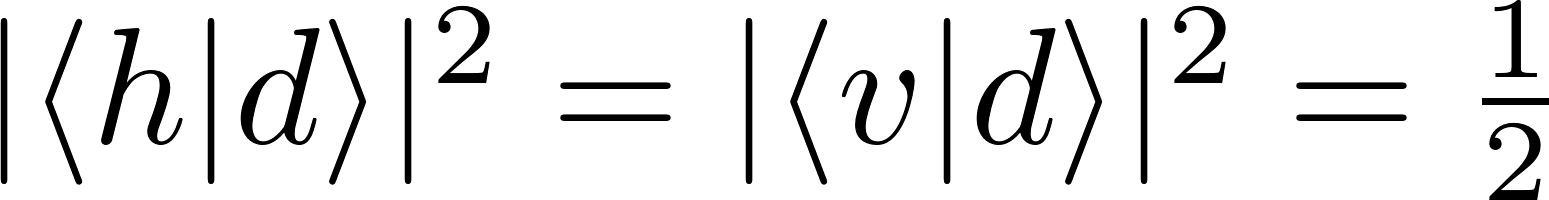 |⟨h|d⟩|² = |⟨v|d⟩|² = ½